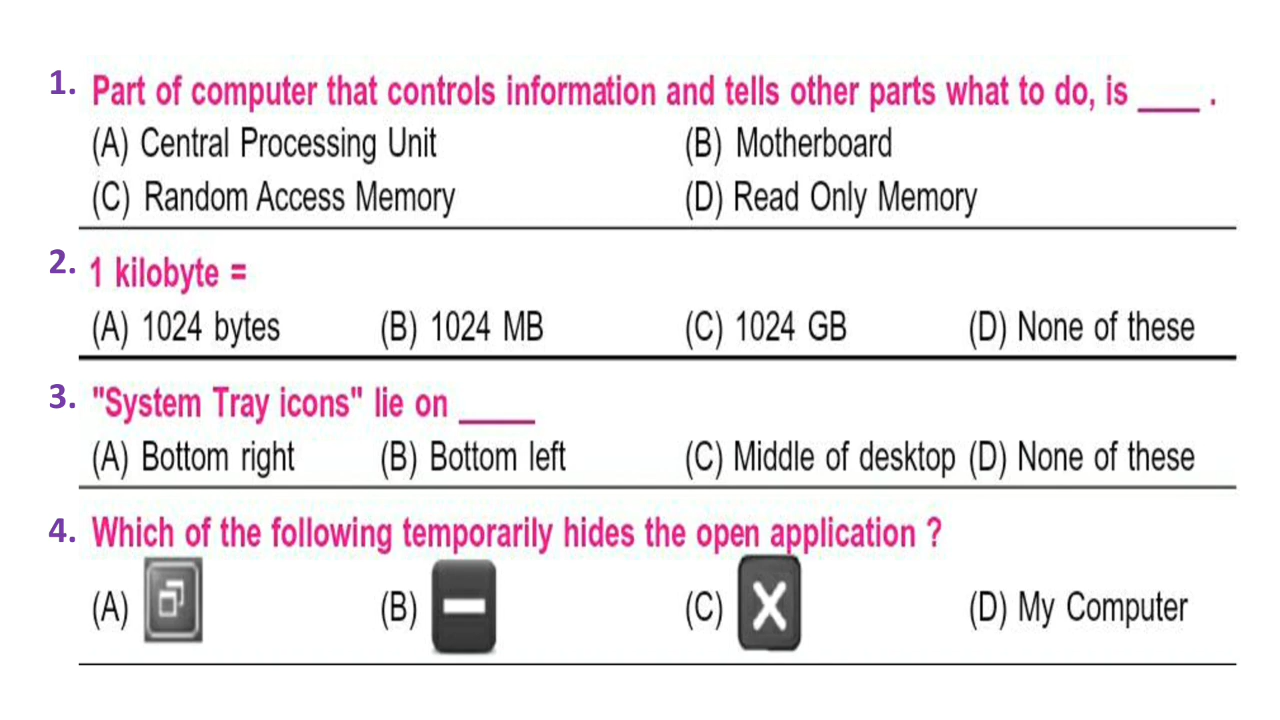 1. Part of computer that controls information and tells other parts what to do, is ____ .
(A) Central Processing Unit (B) Motherboard
(C) Random Access Memory (D) Read Only Memory
2. 1 kilobyte =
(A) 1024 bytes (B) 1024 MB (C) 1024 GB (D) None of these
3. "System Tray icons" lie on _____
(A) Bottom right (B) Bottom left (C) Middle of desktop (D) None of these
4. Which of the following temporarily hides the open application ?
(A) (B) (C) (D) My Computer